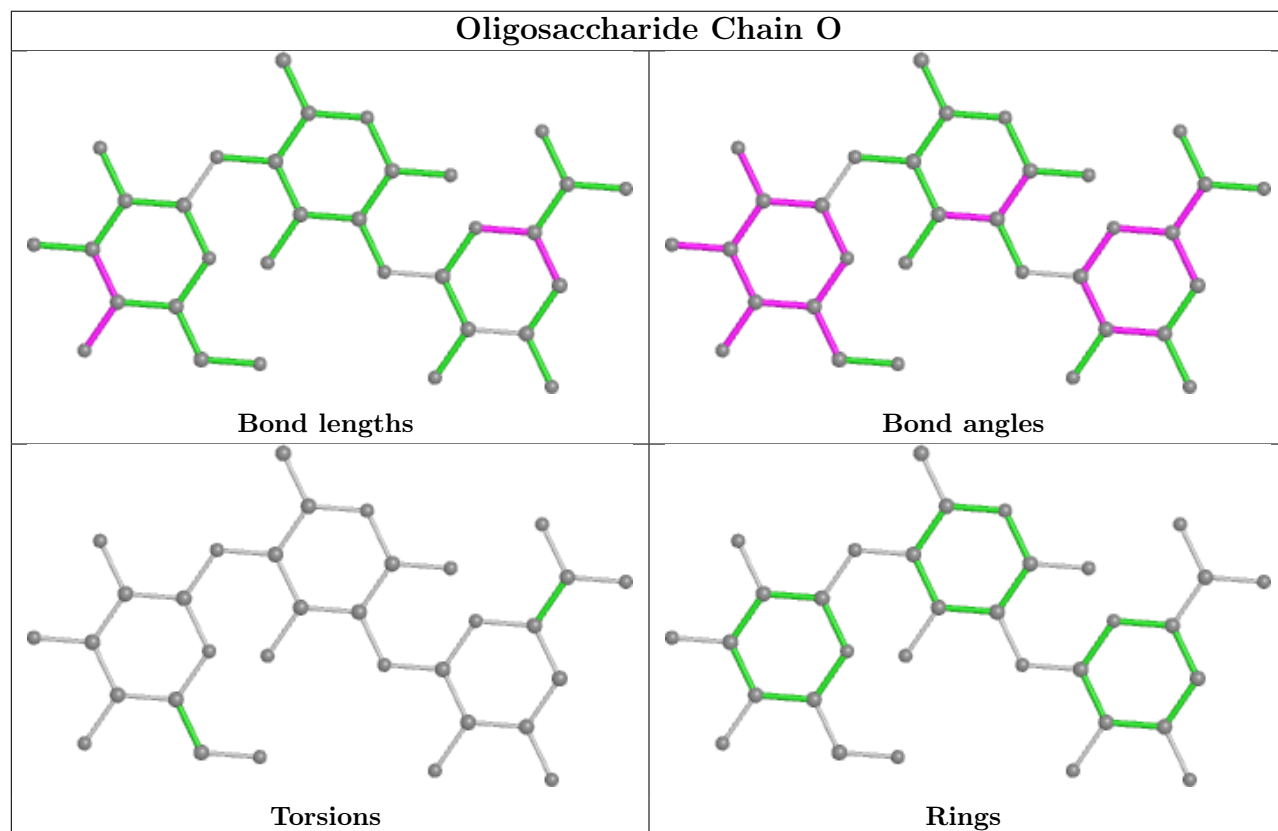 Oligosaccharide Chain O
Bond lengths
Bond angles
Torsions
Rings